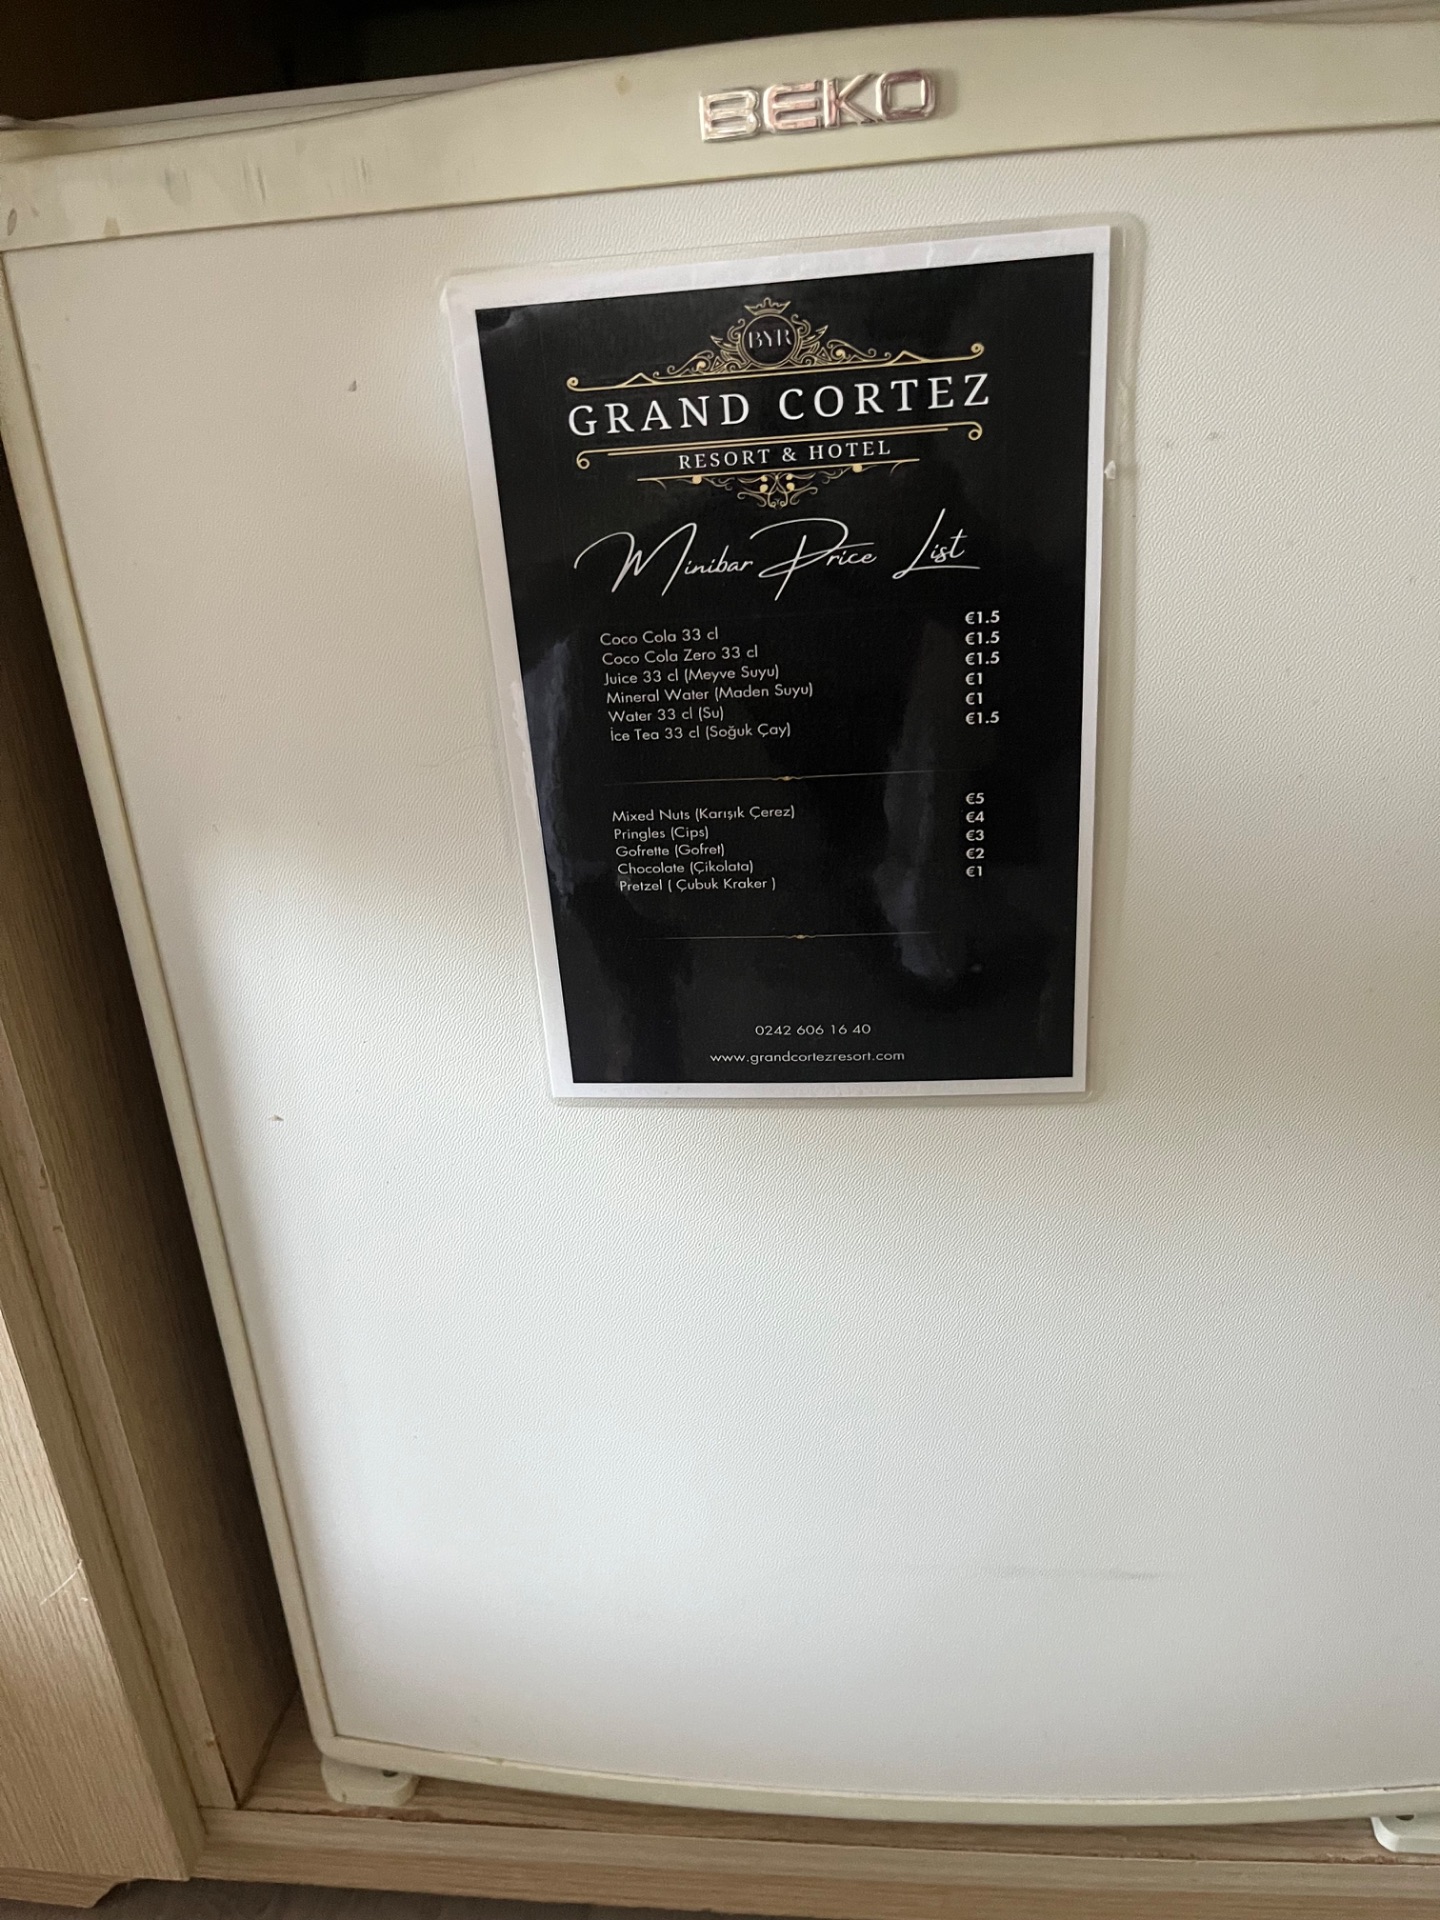 BEKO
BYR
GRAND CORTEZ
RESORT & HOTEL
Minibar Price List
Coco Cola 33 cl €1.5
Coco Cola Zero 33 cl €1.5
Juice 33 cl (Meyve Suyu) €1.5
Mineral Water (Maden Suyu) €1
Water 33 cl (Su) €1
İce Tea 33 cl (Soğuk Çay) €1.5
Mixed Nuts (Karışık Çerez) €5
Pringles (Cips) €4
Gofrette (Gofret) €3
Chocolate (Çikolata) €2
Pretzel ( Çubuk Kraker ) €1
0242 606 16 40
www.grandcortezresort.com